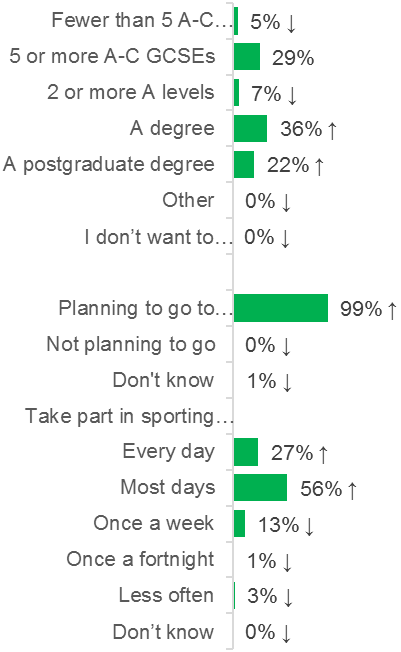 Fewer than 5 A-C… 5% ↓
5 or more A-C GCSEs 29%
2 or more A levels 7% ↓
A degree 36% ↑
A postgraduate degree 22% ↑
Other 0% ↓
I don’t want to… 0% ↓
Planning to go to… 99% ↑
Not planning to go 0% ↓
Don't know 1% ↓
Take part in sporting…
Every day 27% ↑
Most days 56% ↑
Once a week 13% ↓
Once a fortnight 1% ↓
Less often 3% ↓
Don’t know 0% ↓